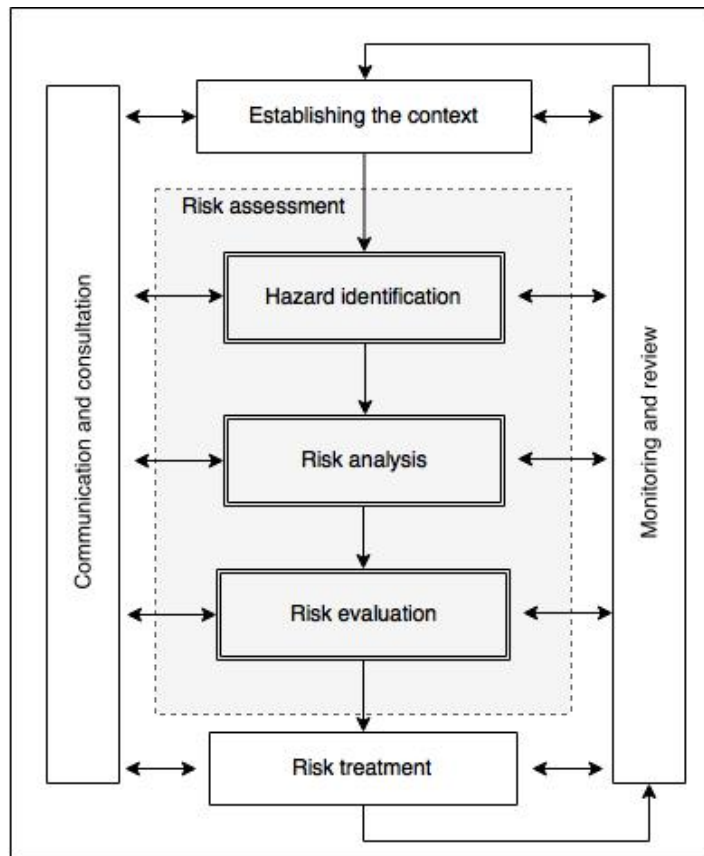 Establishing the context
Risk assessment
Hazard identification
Risk analysis
Risk evaluation
Risk treatment
Communication and consultation
Monitoring and review